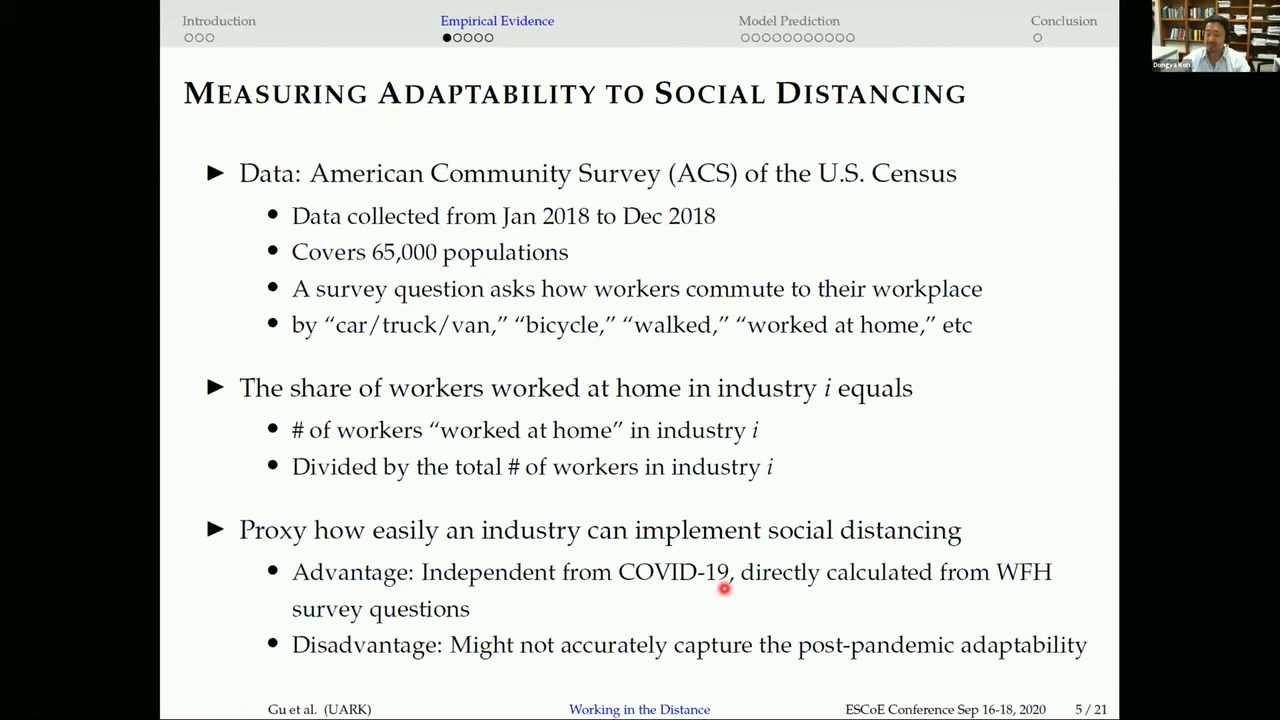 Introduction Empirical Evidence Model Prediction Conclusion
MEASURING ADAPTABILITY TO SOCIAL DISTANCING
Data: American Community Survey (ACS) of the U.S. Census
Data collected from Jan 2018 to Dec 2018
Covers 65,000 populations
A survey question asks how workers commute to their workplace
by “car/truck/van,” “bicycle,” “walked,” “worked at home,” etc
The share of workers worked at home in industry i equals
# of workers “worked at home” in industry i
Divided by the total # of workers in industry i
Proxy how easily an industry can implement social distancing
Advantage: Independent from COVID-19, directly calculated from WFH
survey questions
Disadvantage: Might not accurately capture the post-pandemic adaptability
Gu et al. (UARK) Working in the Distance ESCoE Conference Sep 16-18, 2020 5 / 21
Dongya Koh